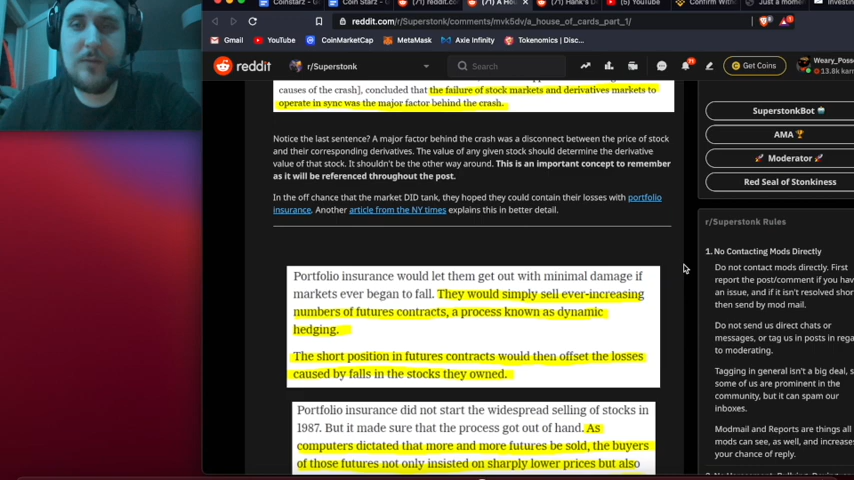 Coinstarz - Goo
Coin Starz - G
reddit.com
(71) A Hous
Hank's D
(1) YouTube
Confirm With
Just a mome
Investing
reddit.com/r/Superstonk/comments/mvk5dv/a_house_of_cards_part_1/
Gmail
YouTube
CoinMarketCap
MetaMask
Axie Infinity
Tokenomics | Disc...
reddit
r/Superstonk
Search
Get Coins
Weary_Posse
13.8k kar
causes of the crash], concluded that the failure of stock markets and derivatives markets to
operate in sync was the major factor behind the crash.
Notice the last sentence? A major factor behind the crash was a disconnect between the price of stock
and their corresponding derivatives. The value of any given stock should determine the derivative
value of that stock. It shouldn't be the other way around. This is an important concept to remember
as it will be referenced throughout the post.
In the off chance that the market DID tank, they hoped they could contain their losses with portfolio
insurance. Another article from the NY times explains this in better detail.
Portfolio insurance would let them get out with minimal damage if
markets ever began to fall. They would simply sell ever-increasing
numbers of futures contracts, a process known as dynamic
hedging.
The short position in futures contracts would then offset the losses
caused by falls in the stocks they owned.
Portfolio insurance did not start the widespread selling of stocks in
1987. But it made sure that the process got out of hand. As
computers dictated that more and more futures be sold, the buyers
of those futures not only insisted on sharply lower prices but also
SuperstonkBot
AMA
Moderator
Red Seal of Stonkiness
r/Superstonk Rules
1. No Contacting Mods Directly
Do not contact mods directly. First
report the post/comment if you hav
an issue, and if it isn't resolved shor
then send by mod mail.
Do not send us direct chats or
messages, or tag us in posts in rega
to moderating.
Tagging in general isn't a big deal, s
some of us are prominent in the
community, but it can spam our
inboxes.
Modmail and Reports are things all
mods can see, as well, and increases
your chance of reply.